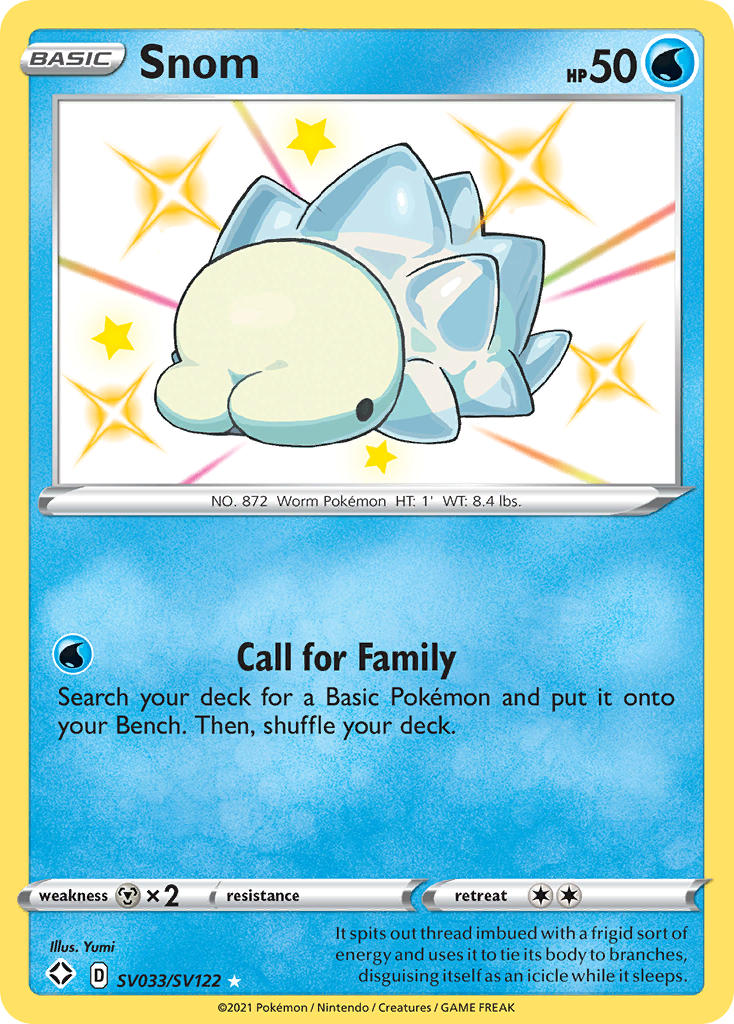 BASIC Snom HP50
NO. 872 Worm Pokémon HT: 1' WT: 8.4 lbs.
Call for Family
Search your deck for a Basic Pokémon and put it onto
your Bench. Then, shuffle your deck.
weakness ×2 resistance retreat
It spits out thread imbued with a frigid sort of
energy and uses it to tie its body to branches,
disguising itself as an icicle while it sleeps.
Illus. Yumi
D SV033/SV122
©2021 Pokémon / Nintendo / Creatures / GAME FREAK